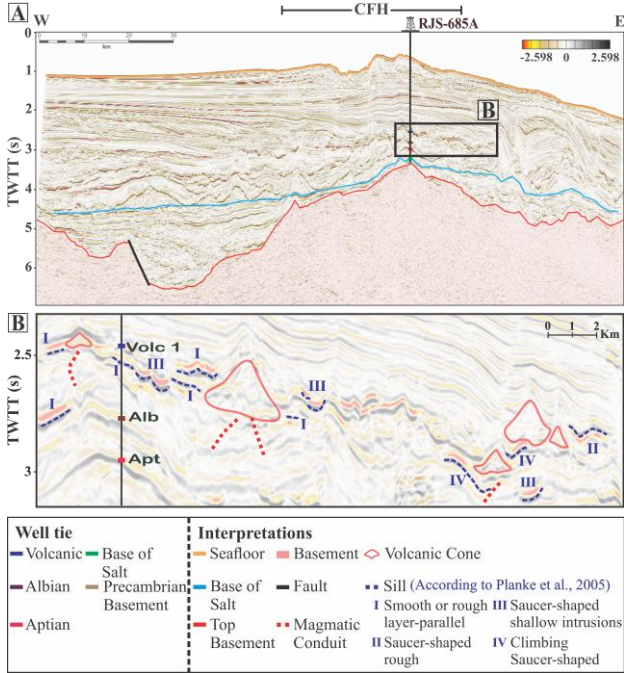 A W CFH E
RJS-685A
0
km
0 10 20 30
-2.598 0 2.598
1
2
B
3
4
5
6
TWTT (s)
B
I
Volc 1
0 1 2
Km
2.5
I
III
I
III
I
I
Alb
I
II
IV
Apt
IV
III
3
TWTT (s)
Well tie
Volcanic Base of Salt
Albian Precambrian Basement
Aptian
Interpretations
Seafloor Basement Volcanic Cone
Base of Salt Fault Sill (According to Planke et al., 2005)
Top Basement Magmatic Conduit
I Smooth or rough layer-parallel III Saucer-shaped shallow intrusions
II Saucer-shaped rough IV Climbing Saucer-shaped